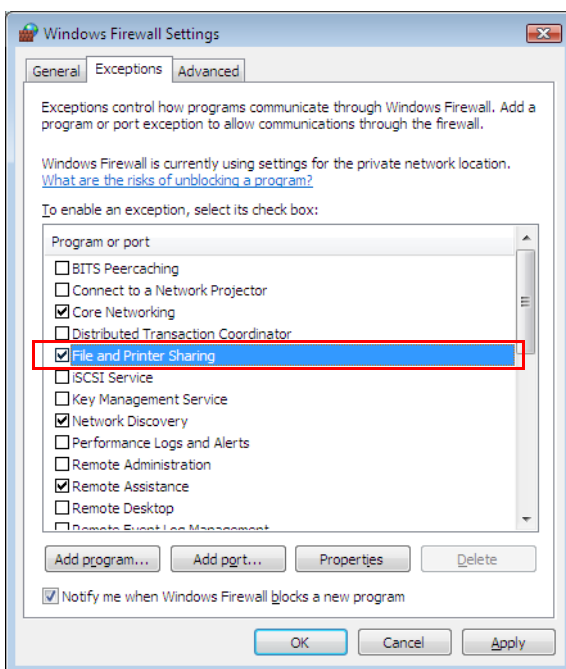 Windows Firewall Settings
General Exceptions Advanced
Exceptions control how programs communicate through Windows Firewall. Add a
program or port exception to allow communications through the firewall.
Windows Firewall is currently using settings for the private network location.
What are the risks of unblocking a program?
To enable an exception, select its check box:
Program or port
BITS Peercaching
Connect to a Network Projector
Core Networking
Distributed Transaction Coordinator
File and Printer Sharing
iSCSI Service
Key Management Service
Network Discovery
Performance Logs and Alerts
Remote Administration
Remote Assistance
Remote Desktop
Remote Event Log Management
Add program... Add port... Properties Delete
Notify me when Windows Firewall blocks a new program
OK Cancel Apply